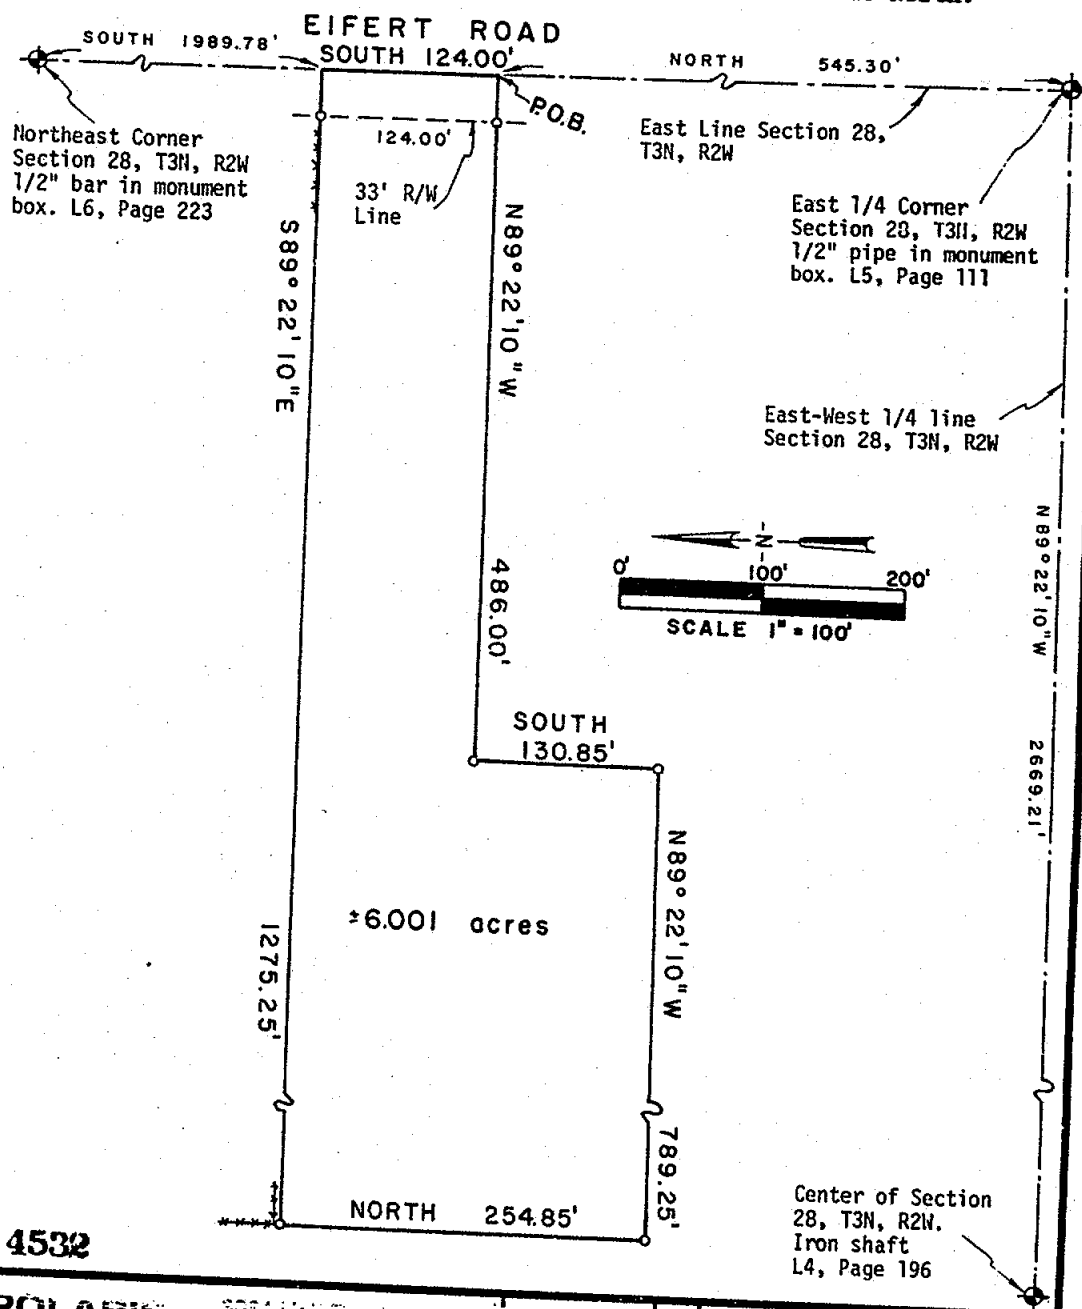 EIFERT ROAD
SOUTH 1989.78'
SOUTH 124.00'
NORTH 545.30'
P.O.B.
124.00'
33' R/W
Line
Northeast Corner
Section 28, T3N, R2W
1/2" bar in monument
box. L6, Page 223
East Line Section 28,
T3N, R2W
East 1/4 Corner
Section 28, T3N, R2W
1/2" pipe in monument
box. L5, Page 111
S89°22'10"E
N89°22'10"W
East-West 1/4 line
Section 28, T3N, R2W
N89°22'10"W
486.00'
N
0' 100' 200'
SCALE 1" = 100'
SOUTH
130.85'
2669.21'
N89°22'10"W
±6.001 acres
1275.25'
789.25'
NORTH 254.85'
Center of Section
28, T3N, R2W.
Iron shaft
L4, Page 196
4532